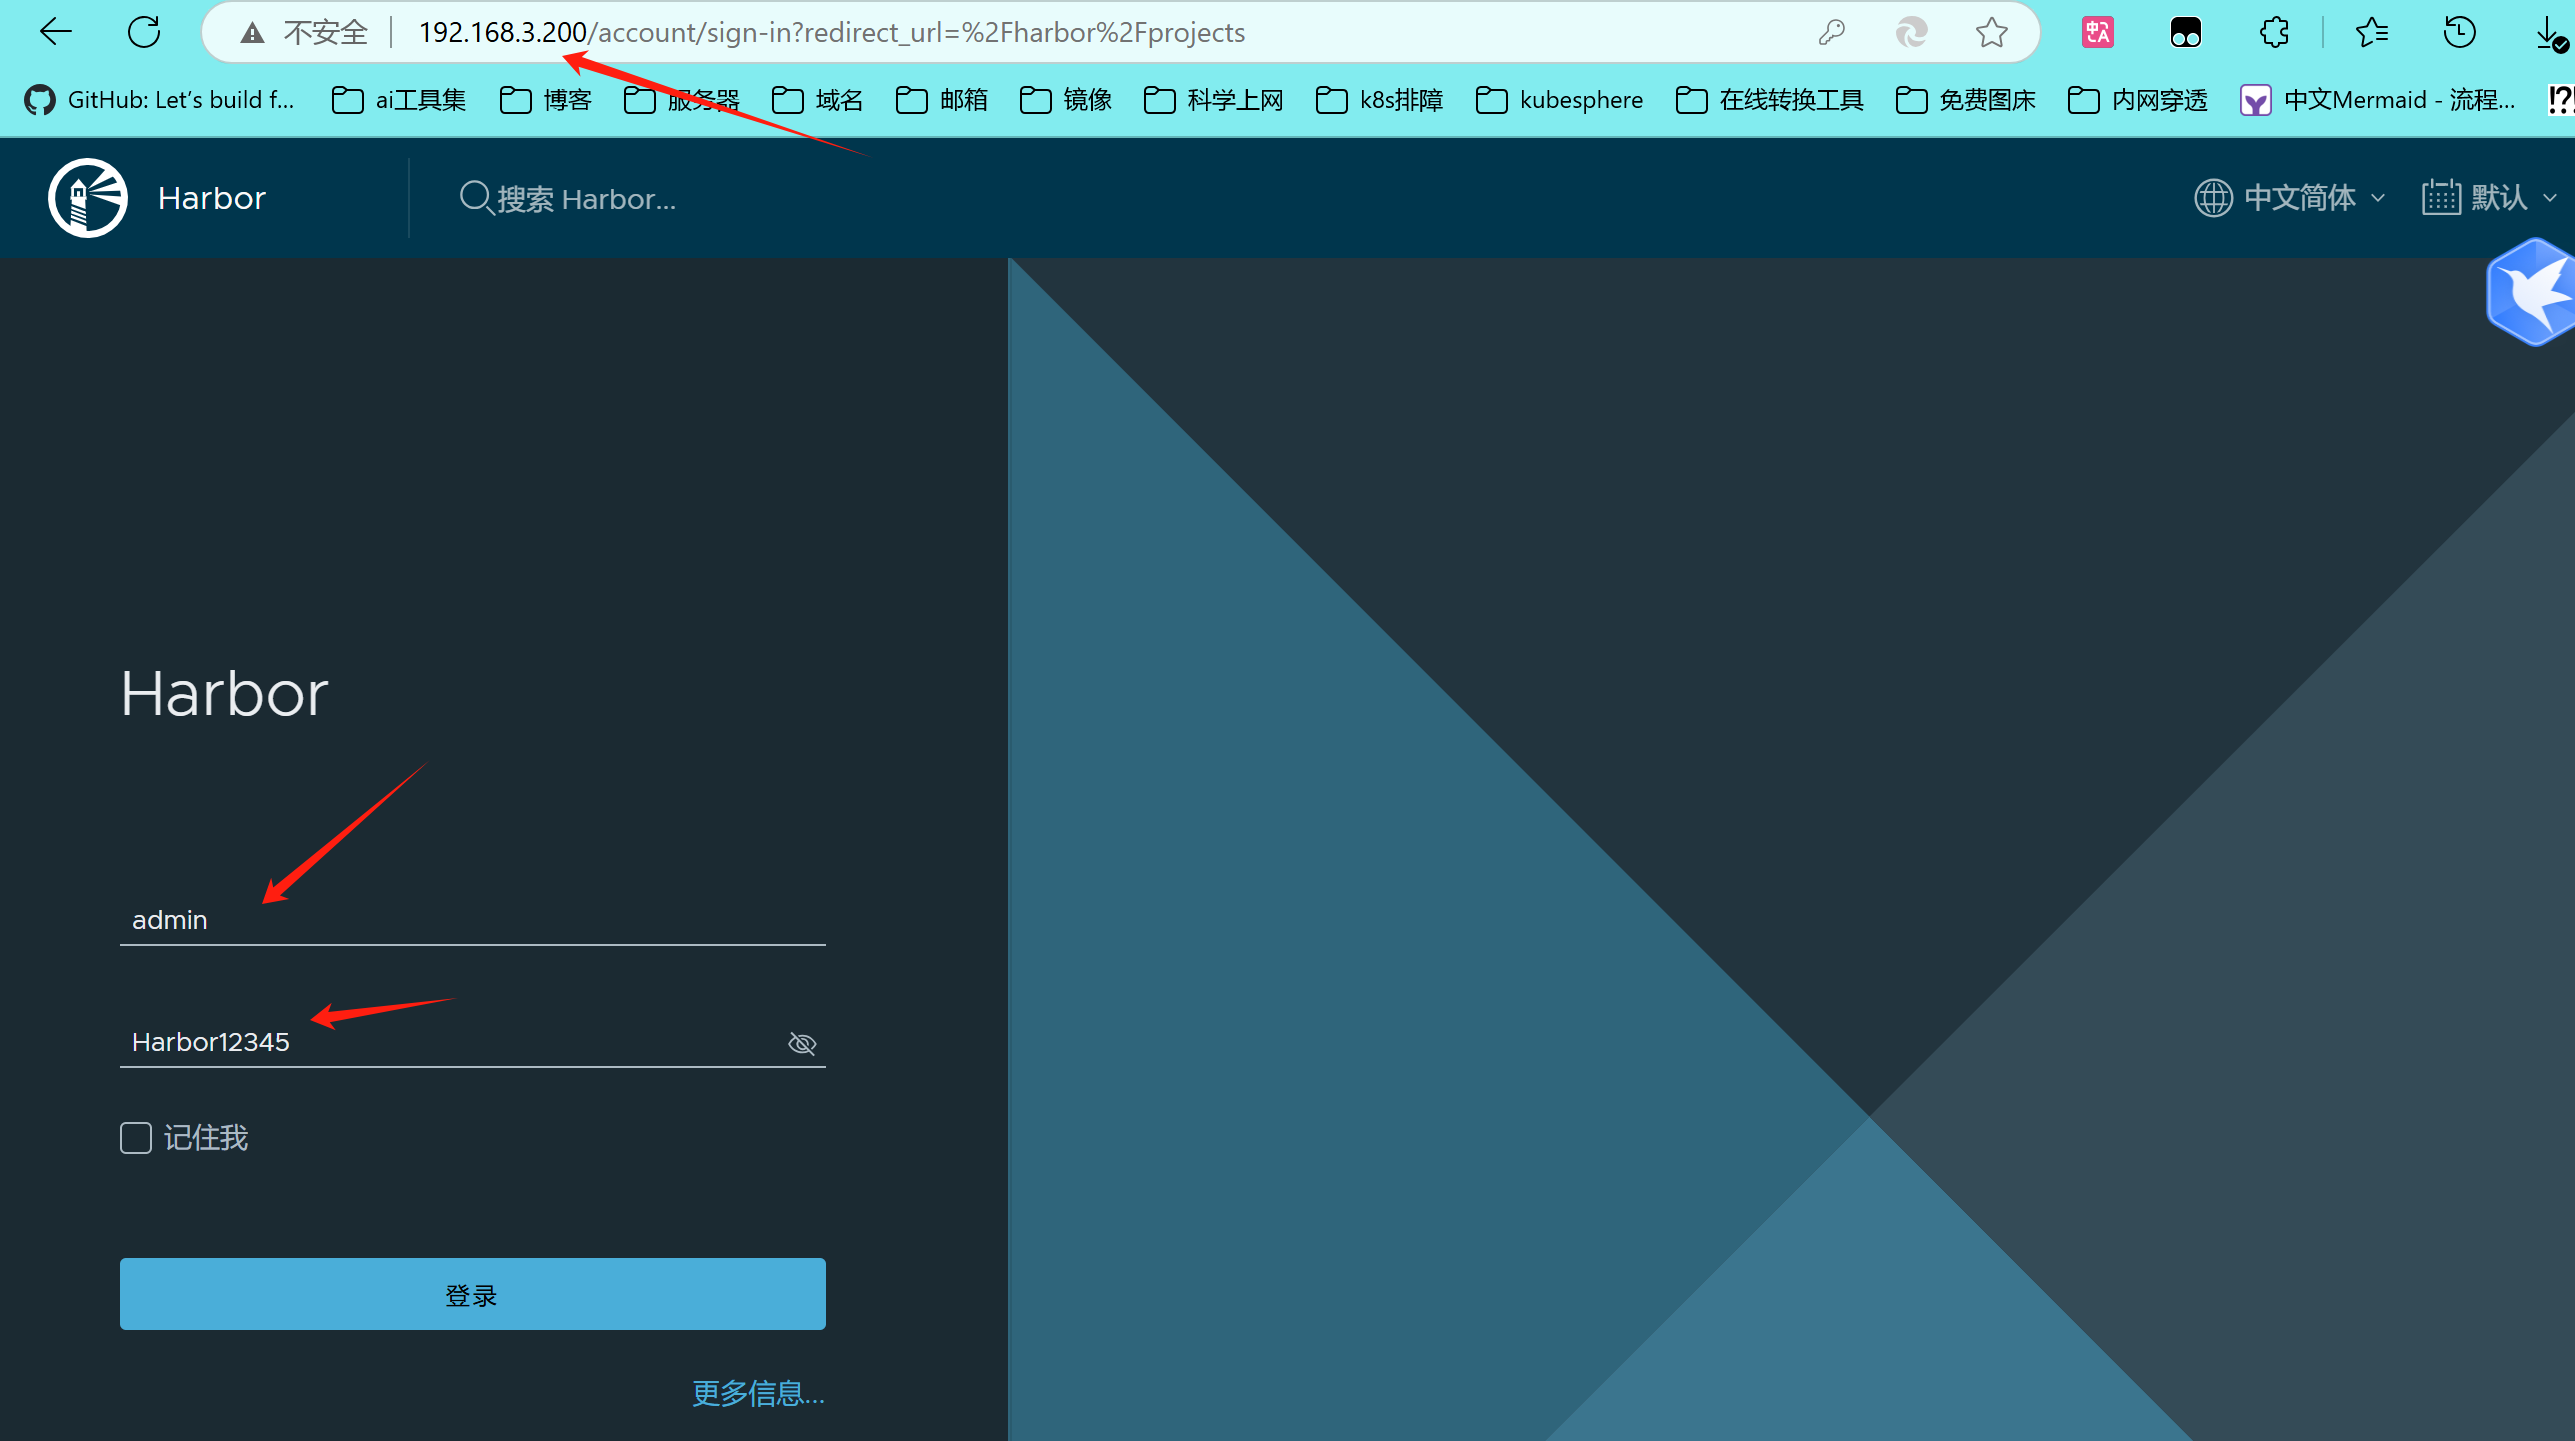 不安全 192.168.3.200/account/sign-in?redirect_url=%2Fharbor%2Fprojects
GitHub: Let’s build f... ai工具集 博客 服务器 域名 邮箱 镜像 科学上网 k8s排障 kubesphere 在线转换工具 免费图床 内网穿透 中文Mermaid - 流程...
Harbor 搜索 Harbor... 中文简体 默认
Harbor
admin
Harbor12345
记住我
登录
更多信息...